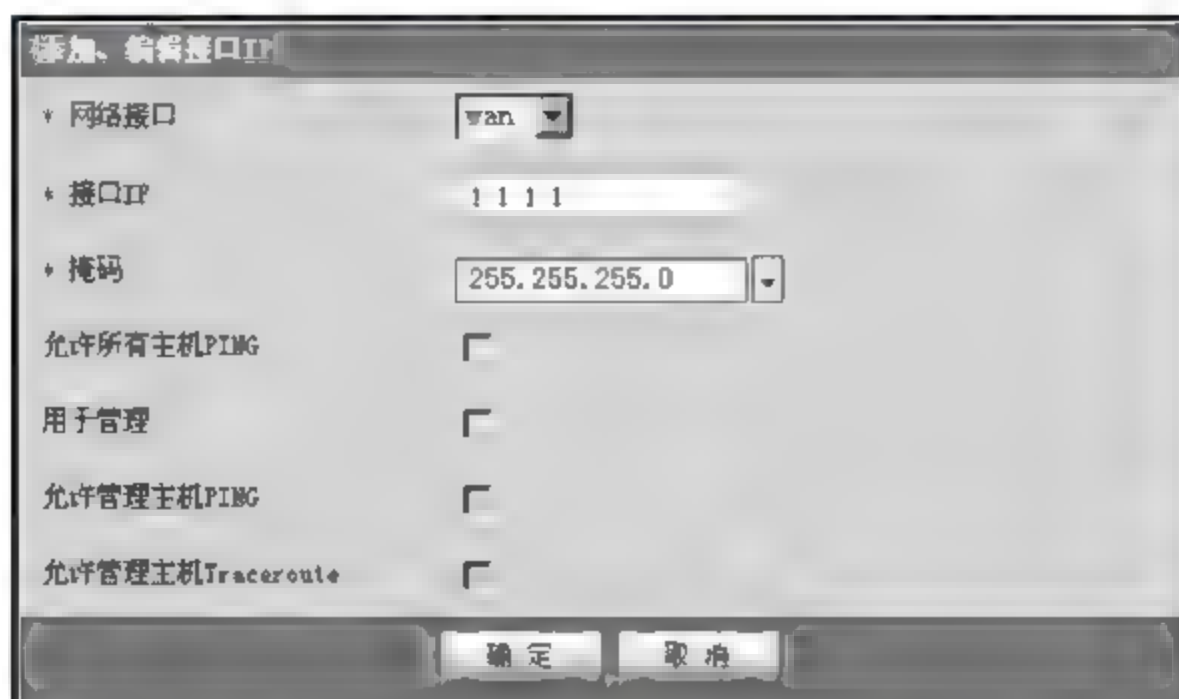 添加、编辑接口IP
* 网络接口 wan
* 接口IP 1 1 1 1
* 掩码 255.255.255.0
允许所有主机PING
用于管理
允许管理主机PING
允许管理主机Traceroute
确定 取消